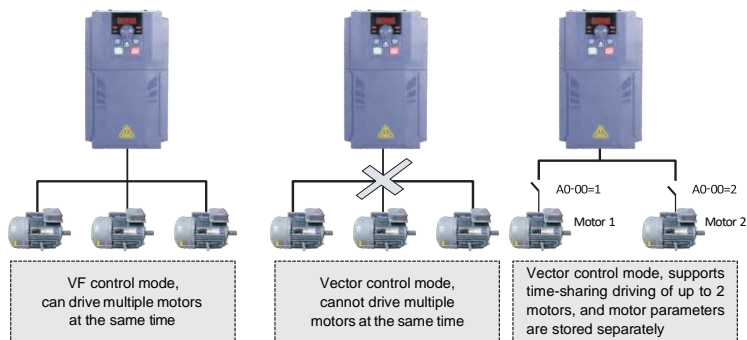 A0-00=1
A0-00=2
Motor 1
Motor 2
VF control mode,
can drive multiple motors
at the same time
Vector control mode,
cannot drive multiple
motors at the same time
Vector control mode, supports
time-sharing driving of up to 2
motors, and motor parameters
are stored separately